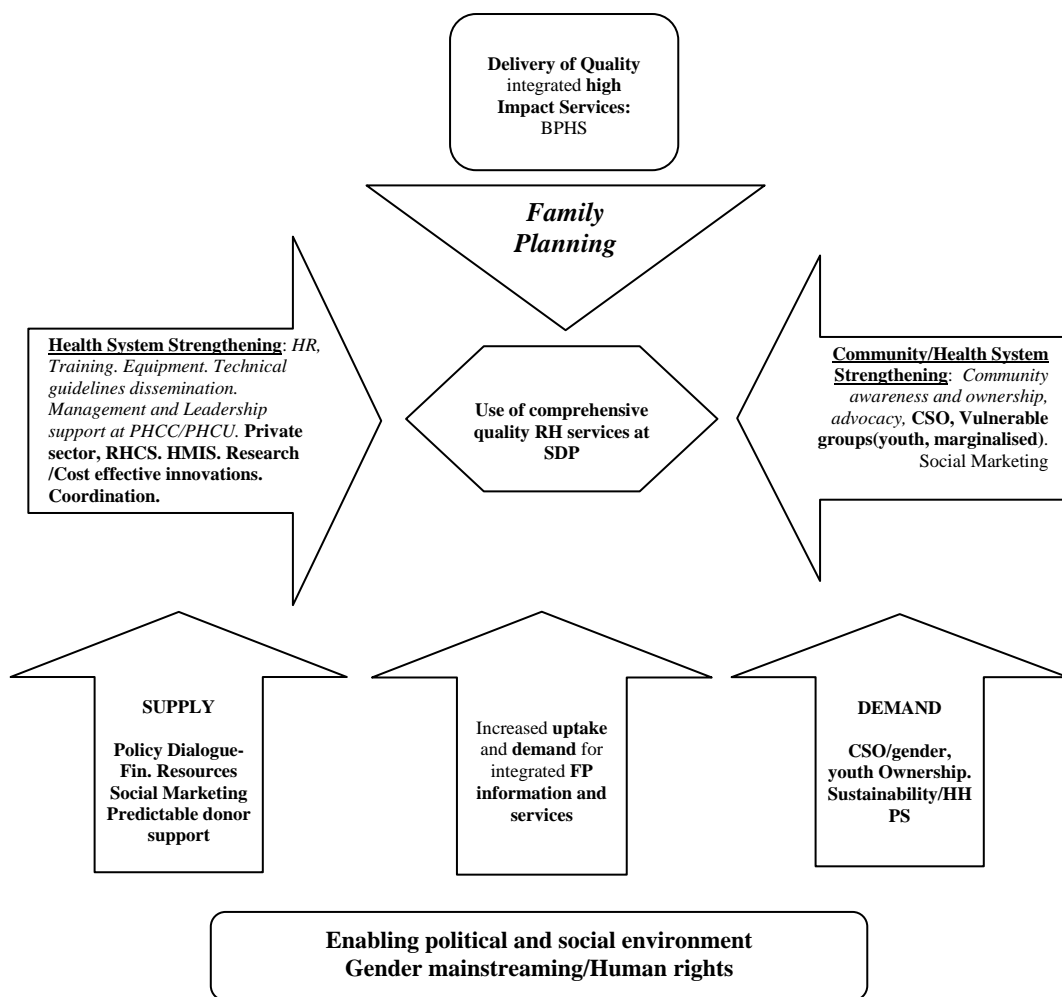 Delivery of Quality
integrated high
Impact Services:
BPHS
Family
Planning
Health System Strengthening: HR,
Training. Equipment. Technical
guidelines dissemination.
Management and Leadership
support at PHCC/PHCU. Private
sector, RHCS. HMIS. Research
/Cost effective innovations.
Coordination.
Use of comprehensive
quality RH services at
SDP
Community/Health System
Strengthening: Community
awareness and ownership,
advocacy, CSO, Vulnerable
groups(youth, marginalised).
Social Marketing
SUPPLY
Policy Dialogue-
Fin. Resources
Social Marketing
Predictable donor
support
Increased uptake
and demand for
integrated FP
information and
services
DEMAND
CSO/gender,
youth Ownership.
Sustainability/HH
PS
Enabling political and social environment
Gender mainstreaming/Human rights